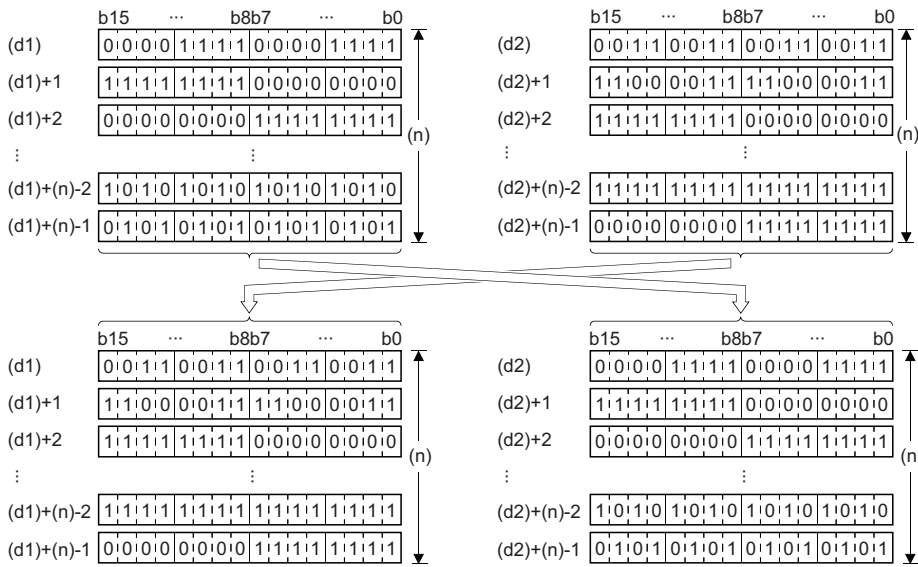 b15 ... b8b7 ... b0
(d1) 0 0 0 0 1 1 1 1 0 0 0 0 1 1 1 1
(d1)+1 1 1 1 1 1 1 1 1 0 0 0 0 0 0 0 0
(d1)+2 0 0 0 0 0 0 0 0 1 1 1 1 1 1 1 1
(n)
⋮ ⋮
(d1)+(n)-2 1 0 1 0 1 0 1 0 1 0 1 0 1 0 1 0
(d1)+(n)-1 0 1 0 1 0 1 0 1 0 1 0 1 0 1 0 1
b15 ... b8b7 ... b0
(d2) 0 0 1 1 0 0 1 1 0 0 1 1 0 0 1 1
(d2)+1 1 1 0 0 0 0 1 1 1 1 0 0 0 0 1 1
(d2)+2 1 1 1 1 1 1 1 1 0 0 0 0 0 0 0 0
(n)
⋮ ⋮
(d2)+(n)-2 1 1 1 1 1 1 1 1 1 1 1 1 1 1 1 1
(d2)+(n)-1 0 0 0 0 0 0 0 0 1 1 1 1 1 1 1 1
b15 ... b8b7 ... b0
(d1) 0 0 1 1 0 0 1 1 0 0 1 1 0 0 1 1
(d1)+1 1 1 0 0 0 0 1 1 1 1 0 0 0 0 1 1
(d1)+2 1 1 1 1 1 1 1 1 0 0 0 0 0 0 0 0
(n)
⋮ ⋮
(d1)+(n)-2 1 1 1 1 1 1 1 1 1 1 1 1 1 1 1 1
(d1)+(n)-1 0 0 0 0 0 0 0 0 1 1 1 1 1 1 1 1
b15 ... b8b7 ... b0
(d2) 0 0 0 0 1 1 1 1 0 0 0 0 1 1 1 1
(d2)+1 1 1 1 1 1 1 1 1 0 0 0 0 0 0 0 0
(d2)+2 0 0 0 0 0 0 0 0 1 1 1 1 1 1 1 1
(n
⋮ ⋮
(d2)+(n)-2 1 0 1 0 1 0 1 0 1 0 1 0 1 0 1 0
(d2)+(n)-1 0 1 0 1 0 1 0 1 0 1 0 1 0 1 0 1